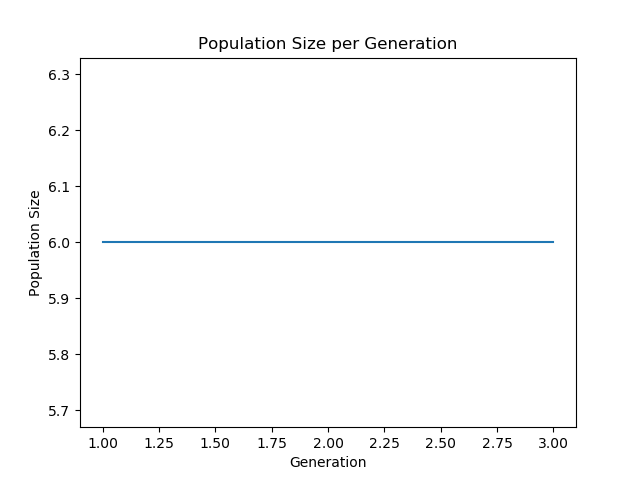 Population Size per Generation
6.3
6.2
6.1
6.0
5.9
5.8
5.7
Population Size
1.00 1.25 1.50 1.75 2.00 2.25 2.50 2.75 3.00
Generation